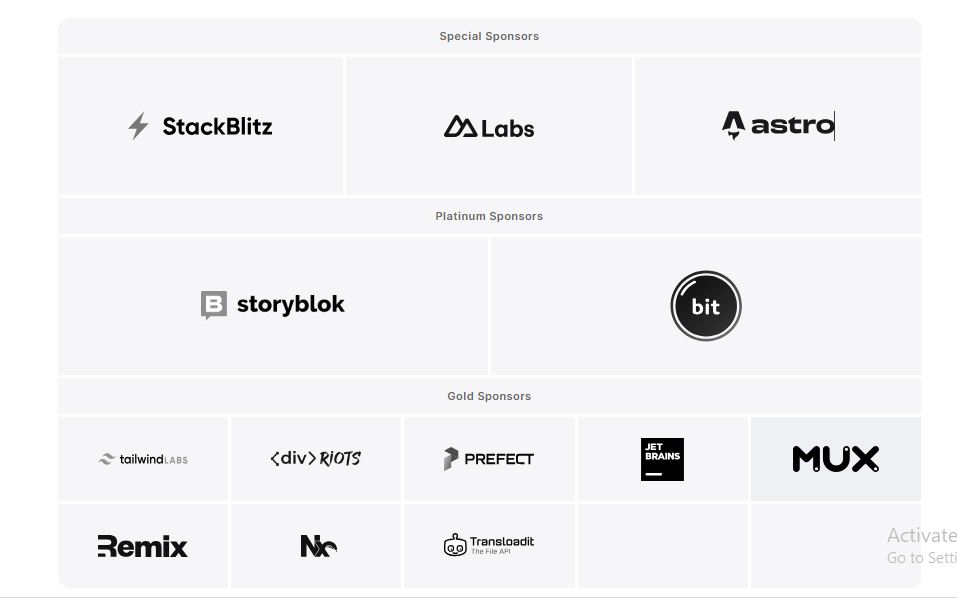 Special Sponsors
StackBlitz
Labs
astro
Platinum Sponsors
storyblok
bit
Gold Sponsors
tailwindLABS
<div>RiOTS
PREFECT
JET
BRAINS
MUX
Remix
Nx
Transloadit
The File API
Activate
Go to Setti